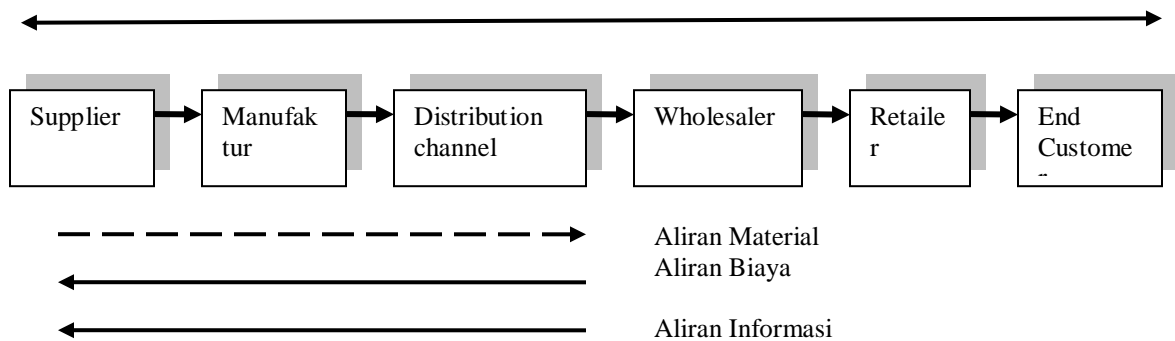 Supplier
Manufak
tur
Distribution
channel
Wholesaler
Retaile
r
End
Custome
r
Aliran Material
Aliran Biaya
Aliran Informasi